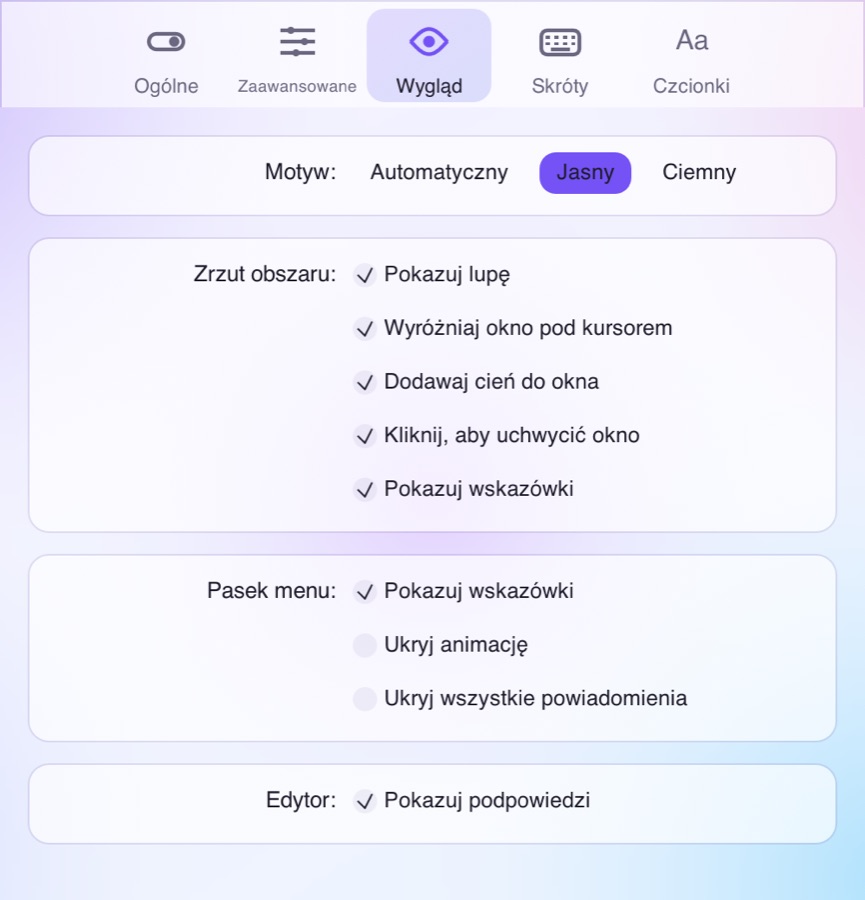 Aa
Ogólne Zaawansowane Wygląd Skróty Czcionki
Motyw: Automatyczny Jasny Ciemny
Zrzut obszaru: Pokazuj lupę
Wyróżniaj okno pod kursorem
Dodawaj cień do okna
Kliknij, aby uchwycić okno
Pokazuj wskazówki
Pasek menu: Pokazuj wskazówki
Ukryj animację
Ukryj wszystkie powiadomienia
Edytor: Pokazuj podpowiedzi